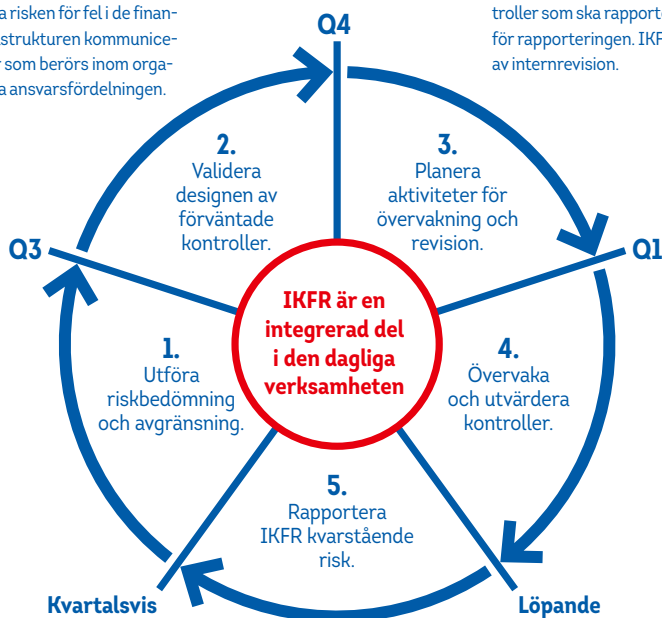 a risken för fel i de finan-
strukturen kommunice-
som berörs inom orga-
a ansvarsfördelningen.
troller som ska rapporte
för rapporteringen. IKF
av internrevision.
Q4
2.
Validera
designen av
förväntade
kontroller.
3.
Planera
aktiviteter för
övervakning och
revision.
Q3
Q1
IKFR är en
integrerad del
i den dagliga
verksamheten
1.
Utföra
riskbedömning
och avgränsning.
4.
Övervaka
och utvärdera
kontroller.
5.
Rapportera
IKFR kvarstående
risk.
Kvartalsvis
Löpande